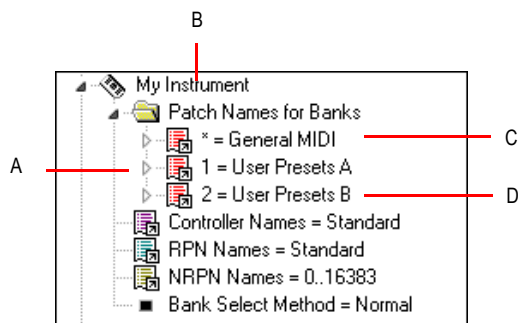 B
My Instrument
Patch Names for Banks
* = General MIDI
C
A
1 = User Presets A
2 = User Presets B
D
Controller Names = Standard
RPN Names = Standard
NRPN Names = 0..16383
Bank Select Method = Normal